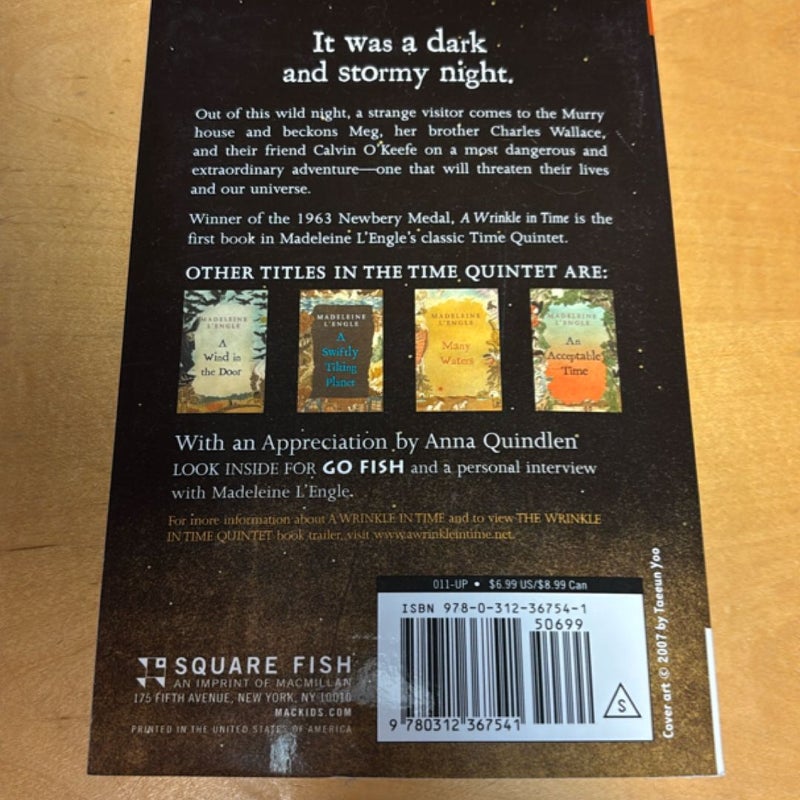 It was a dark
and stormy night.
Out of this wild night, a strange visitor comes to the Murry
house and beckons Meg, her brother Charles Wallace,
and their friend Calvin O'Keefe on a most dangerous and
extraordinary adventure—one that will threaten their lives
and our universe.
Winner of the 1963 Newbery Medal, A Wrinkle in Time is the
first book in Madeleine L'Engle's classic Time Quintet.
OTHER TITLES IN THE TIME QUINTET ARE:
MADELEINE
L'ENGLE
A
Wind in
the Door
MADELEINE
L'ENGLE
A
Swiftly
Tilting
Planet
MADELEINE
L'ENGLE
Many
Waters
MADELEINE
L'ENGLE
An
Acceptable
Time
With an Appreciation by Anna Quindlen
LOOK INSIDE FOR GO FISH and a personal interview
with Madeleine L'Engle.
For more information about A WRINKLE IN TIME and to view THE WRINKLE
IN TIME QUINTET book trailer, visit www.awrinkleintime.net.
011-UP • $6.99 US/$8.99 Can
ISBN 978-0-312-36754-1
50699
9 780312 367541
S
SQUARE FISH
AN IMPRINT OF MACMILLAN
175 FIFTH AVENUE, NEW YORK, NY 10010
MACKIDS.COM
PRINTED IN THE UNITED STATES OF AMERICA
Cover art © 2007 by Taeeun Yoo